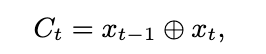 C_t = x_{t-1} ⊕ x_t,